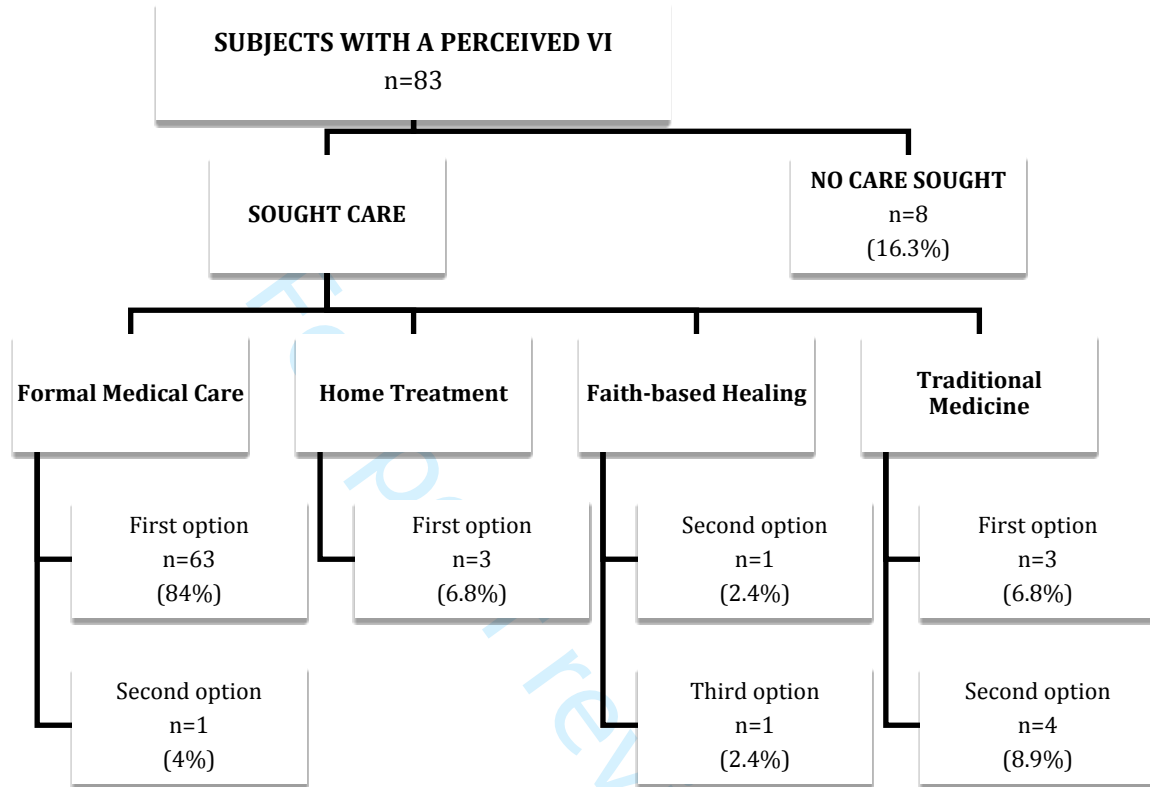 SUBJECTS WITH A PERCEIVED VI
n=83
SOUGHT CARE
NO CARE SOUGHT
n=8
(16.3%)
Formal Medical Care
Home Treatment
Faith-based Healing
Traditional
Medicine
First option
n=63
(84%)
First option
n=3
(6.8%)
Second option
n=1
(2.4%)
First option
n=3
(6.8%)
Second option
n=1
(4%)
Third option
n=1
(2.4%)
Second option
n=4
(8.9%)